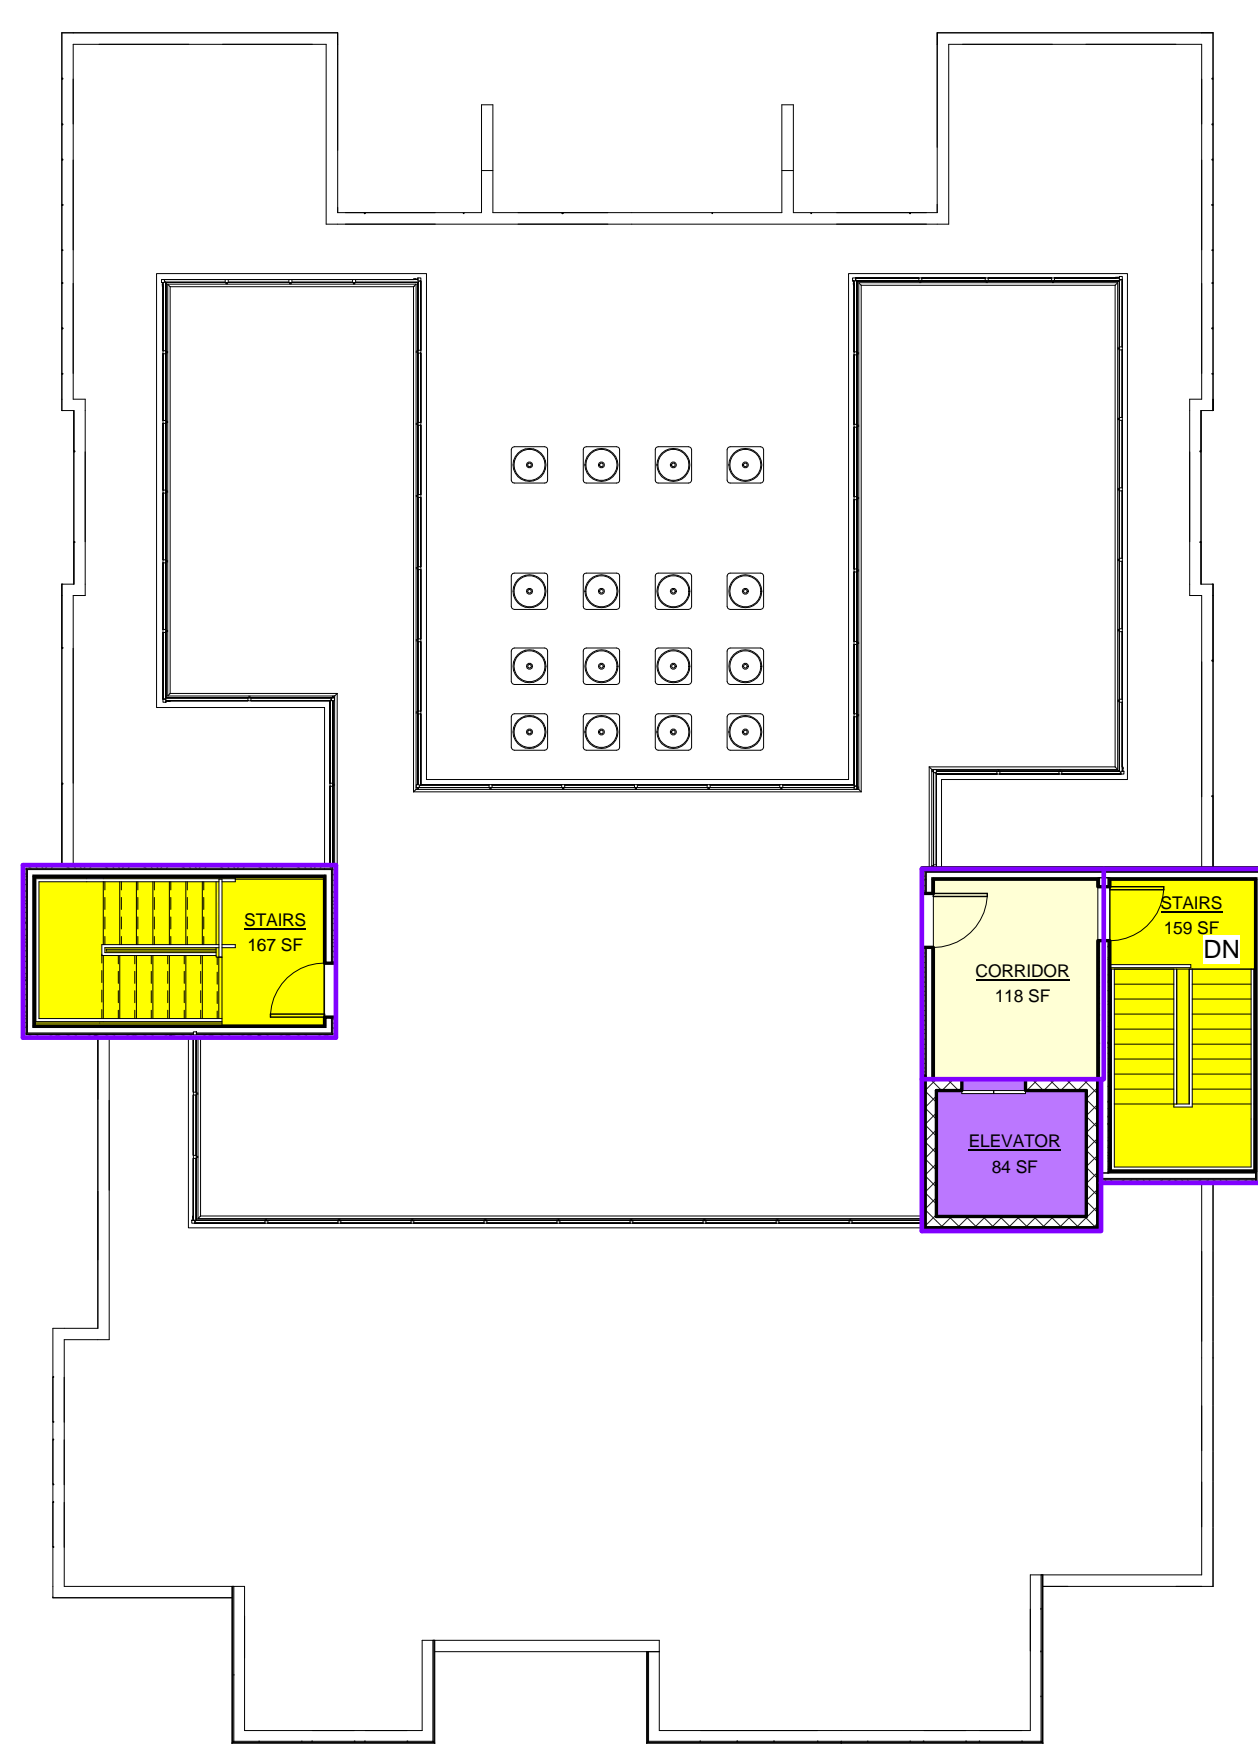 STAIRS
167 SF
STAIRS
159 SF
DN
CORRIDOR
118 SF
ELEVATOR
84 SF